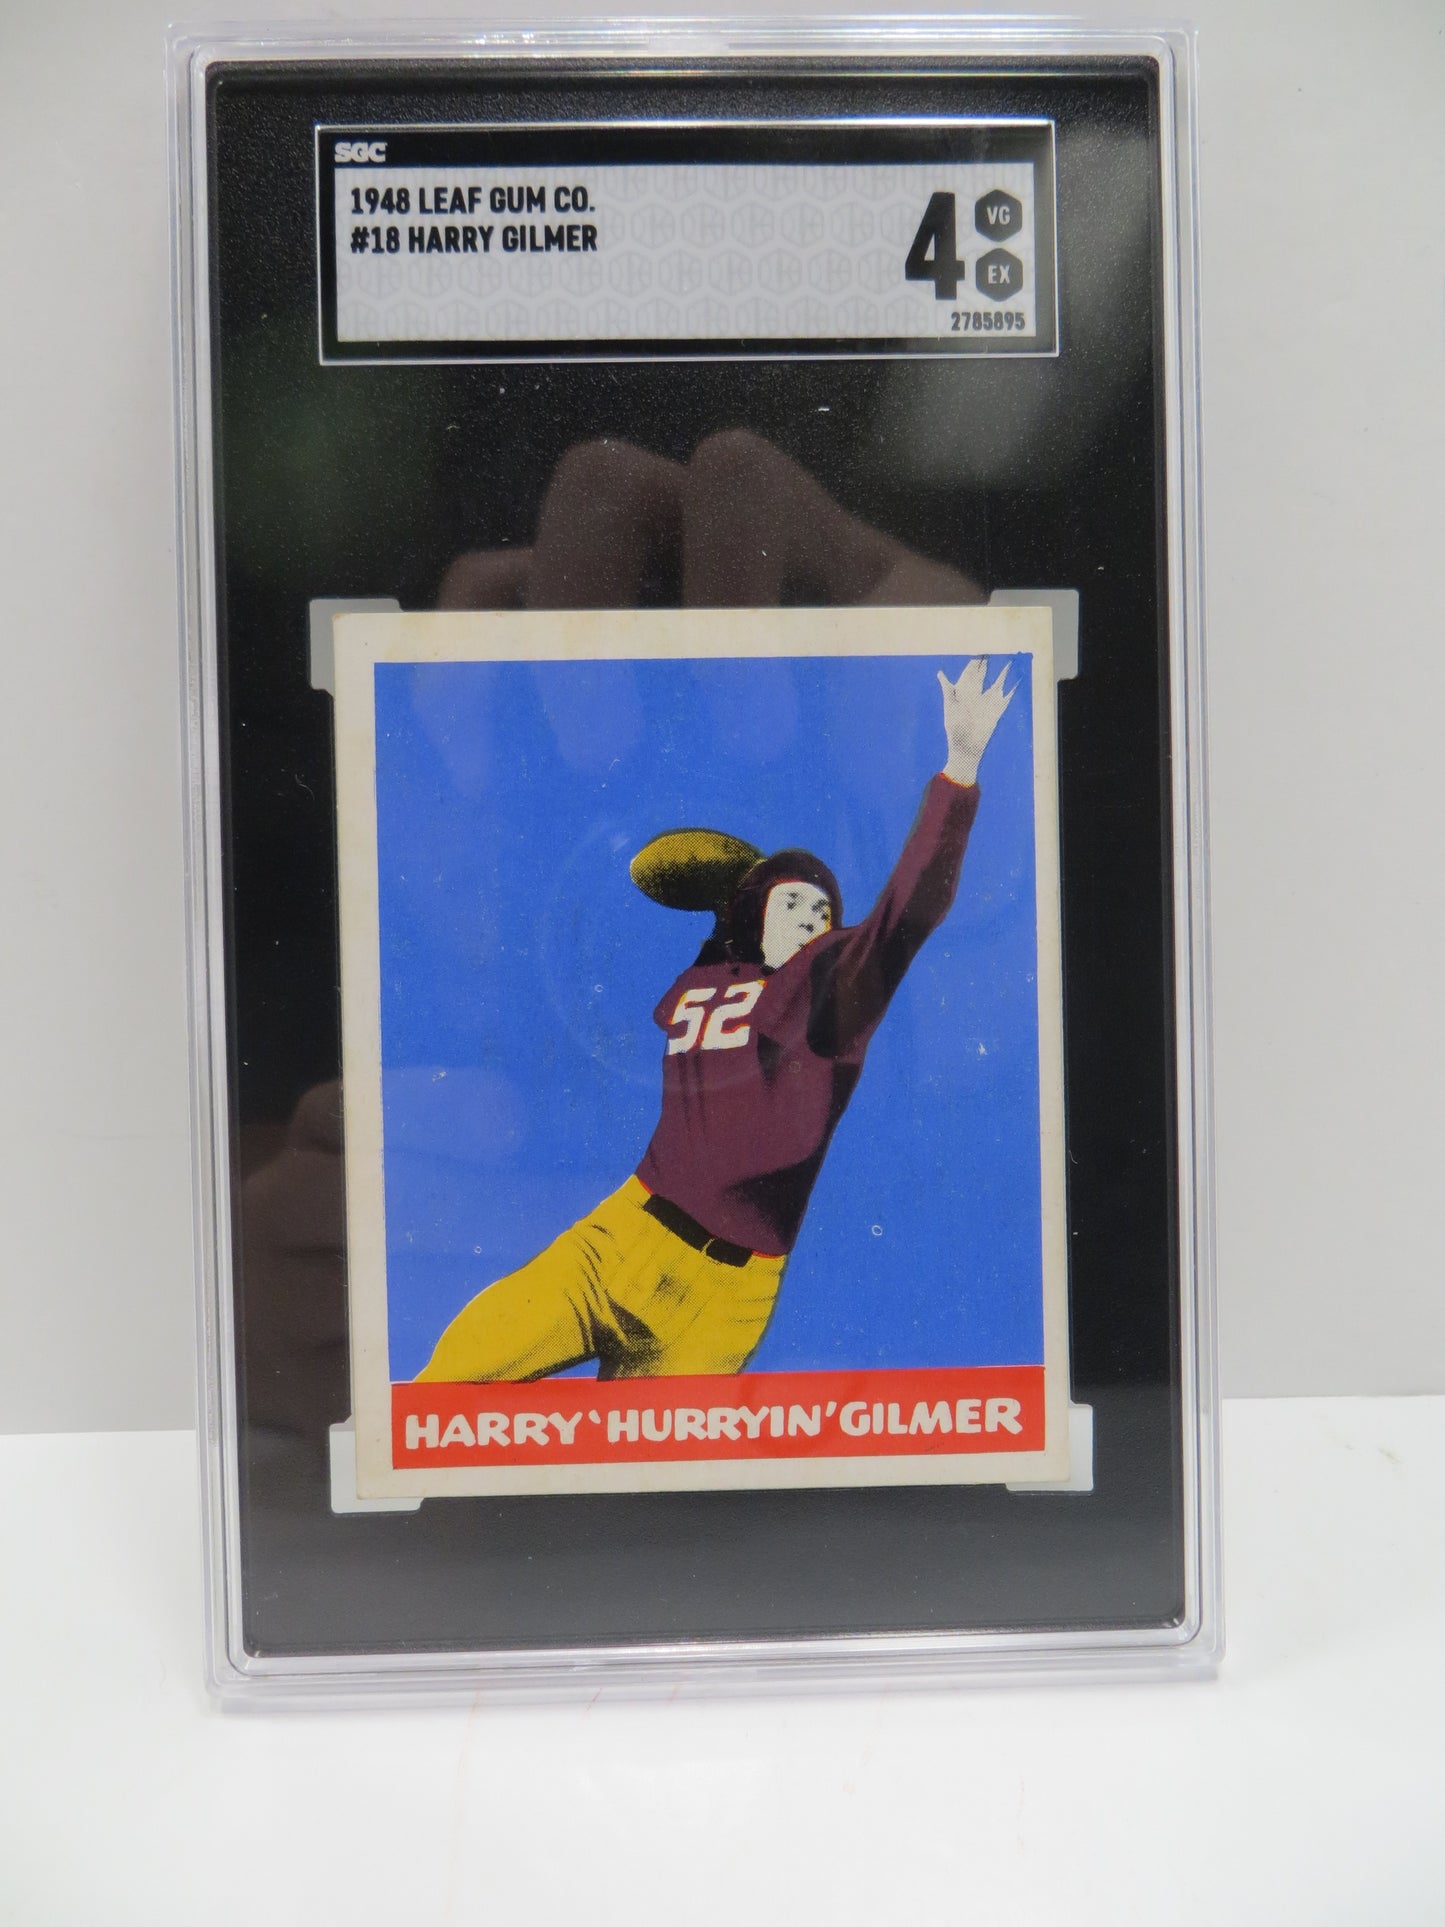 SGC
1948 LEAF GUM CO.
#18 HARRY GILMER
4
VG
EX
2785895
52
HARRY 'HURRYIN' GILMER